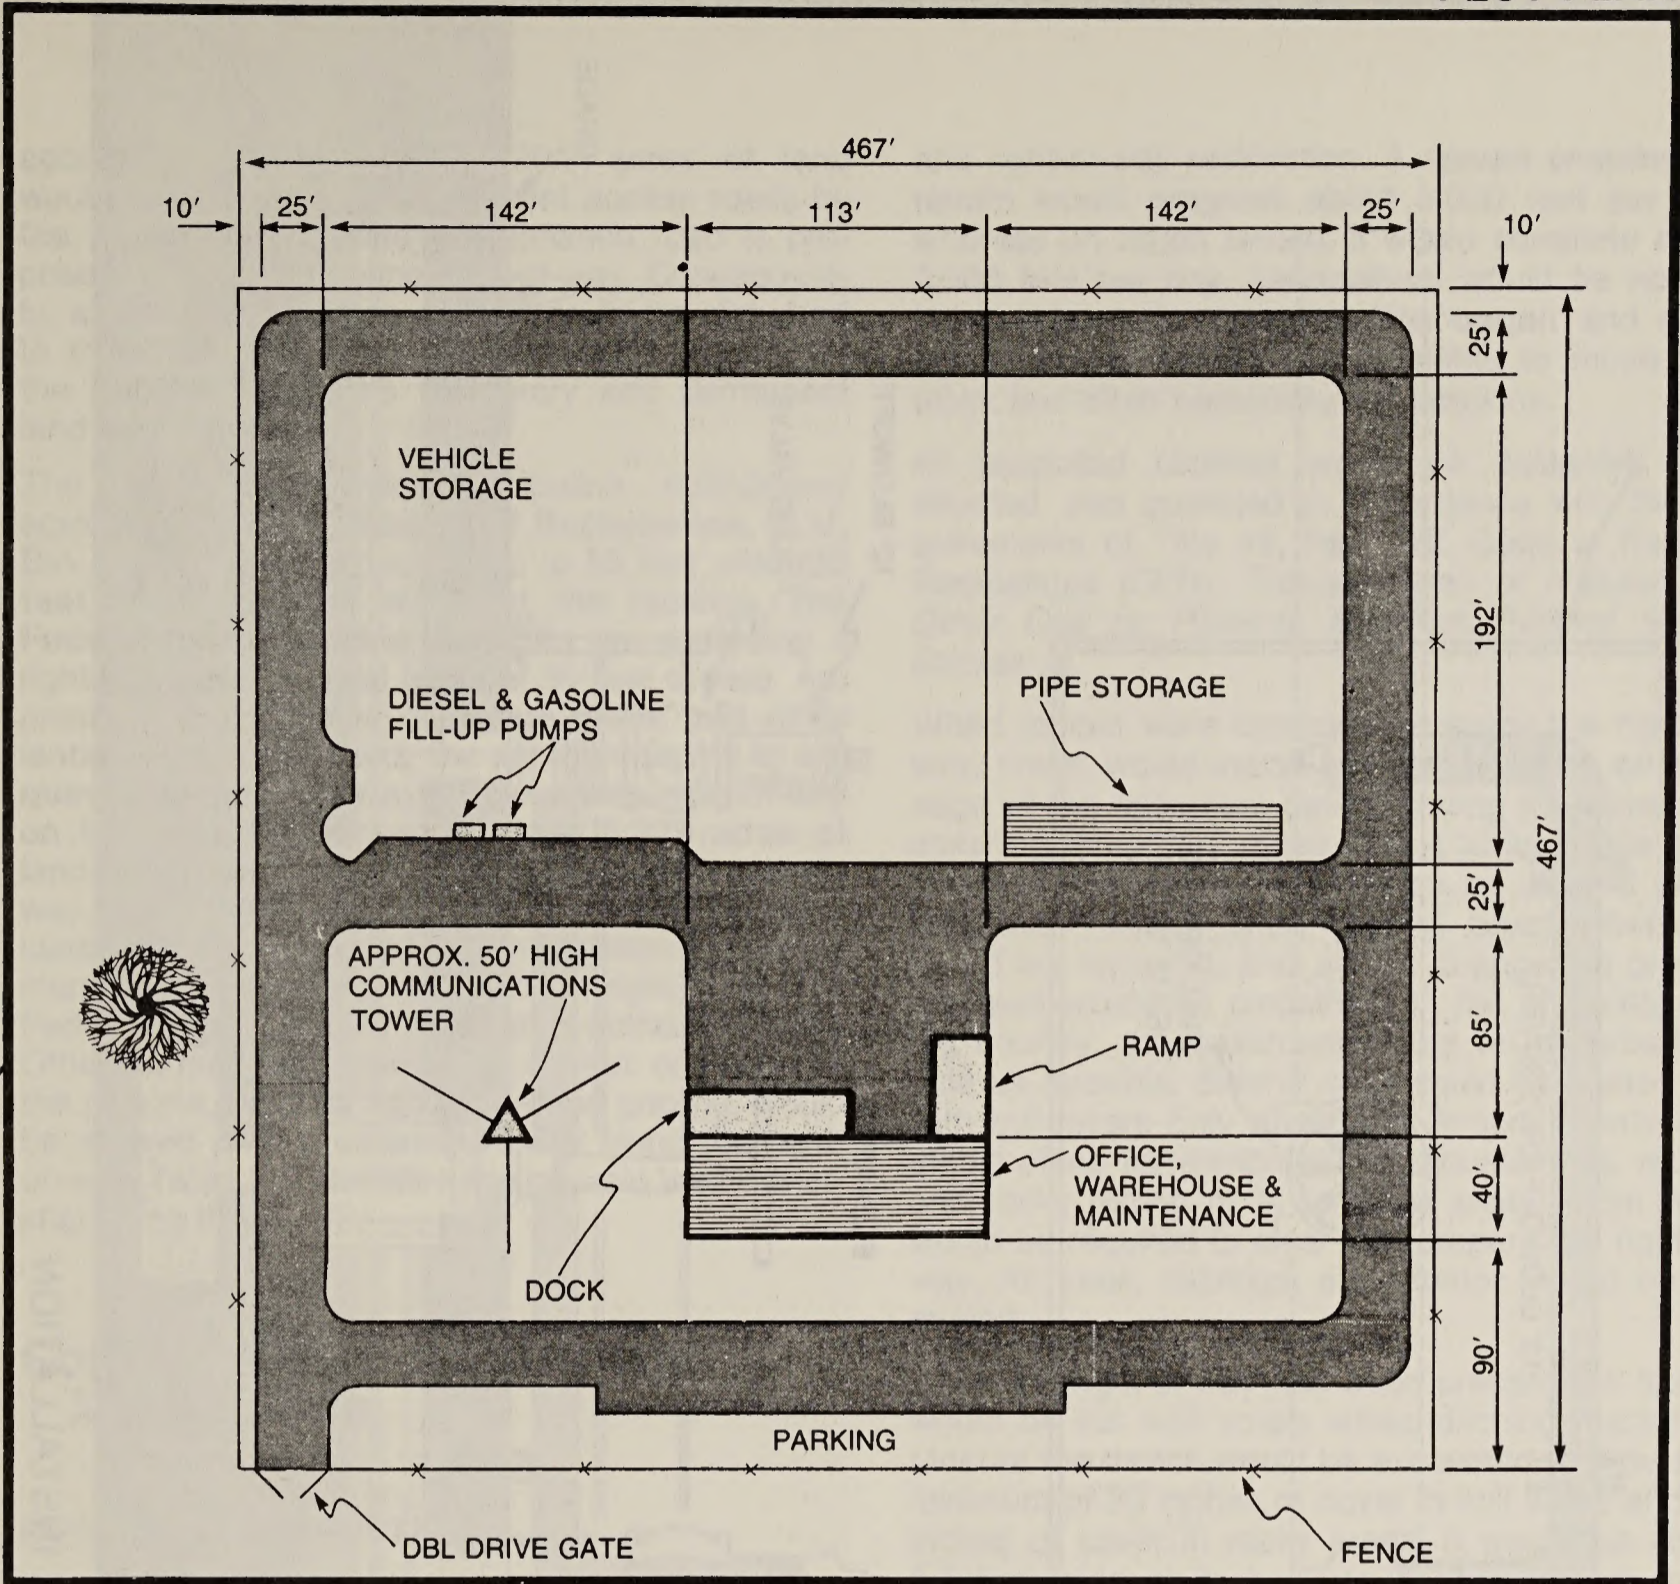 467′
10′ 25′ 142′ 113′ 142′ 25′ 10′
25′
VEHICLE
STORAGE
192′
DIESEL & GASOLINE
FILL-UP PUMPS
PIPE STORAGE
467′
25′
APPROX. 50′ HIGH
COMMUNICATIONS
TOWER
85′
RAMP
OFFICE,
WAREHOUSE &
MAINTENANCE
40′
DOCK
90′
PARKING
DBL DRIVE GATE
FENCE